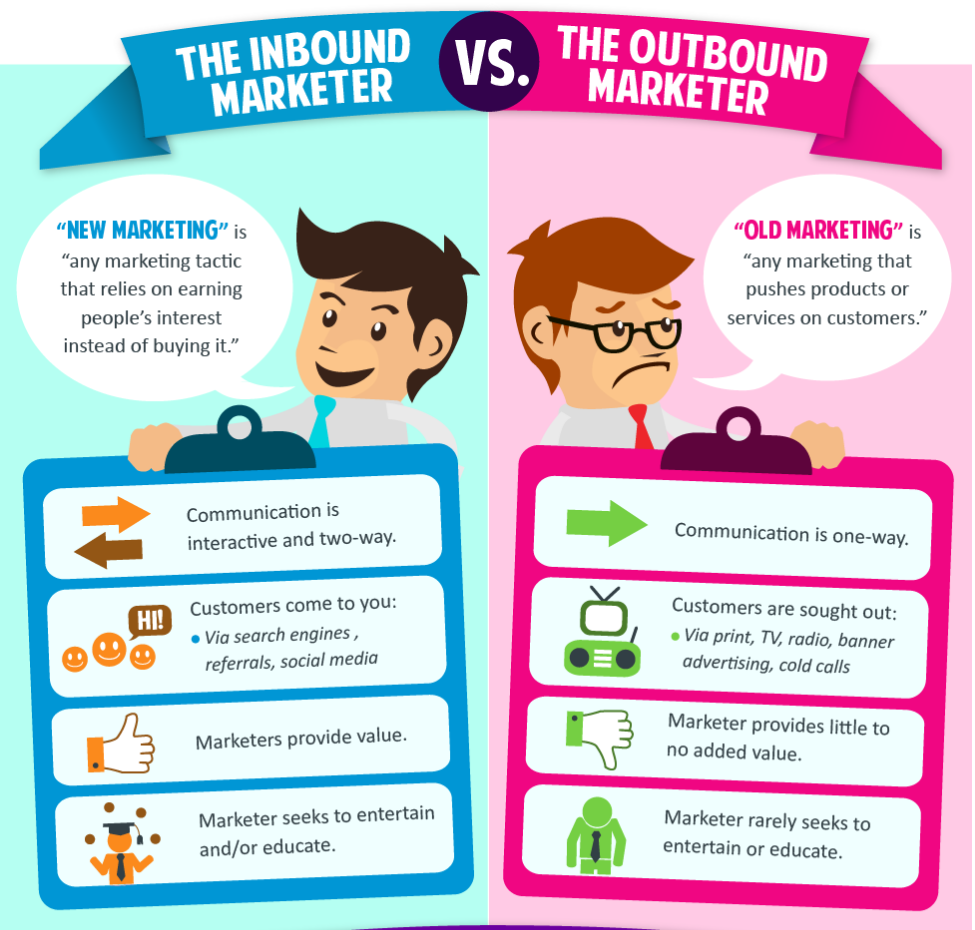 THE INBOUND
MARKETER
VS.
THE OUTBOUND
MARKETER
“NEW MARKETING” is
“any marketing tactic
that relies on earning
people’s interest
instead of buying it.”
“OLD MARKETING” is
“any marketing that
pushes products or
services on customers.”
Communication is
interactive and two-way.
HI!
Customers come to you:
• Via search engines ,
referrals, social media
Marketers provide value.
Marketer seeks to entertain
and/or educate.
Communication is one-way.
Customers are sought out:
• Via print, TV, radio, banner
advertising, cold calls
Marketer provides little to
no added value.
Marketer rarely seeks to
entertain or educate.